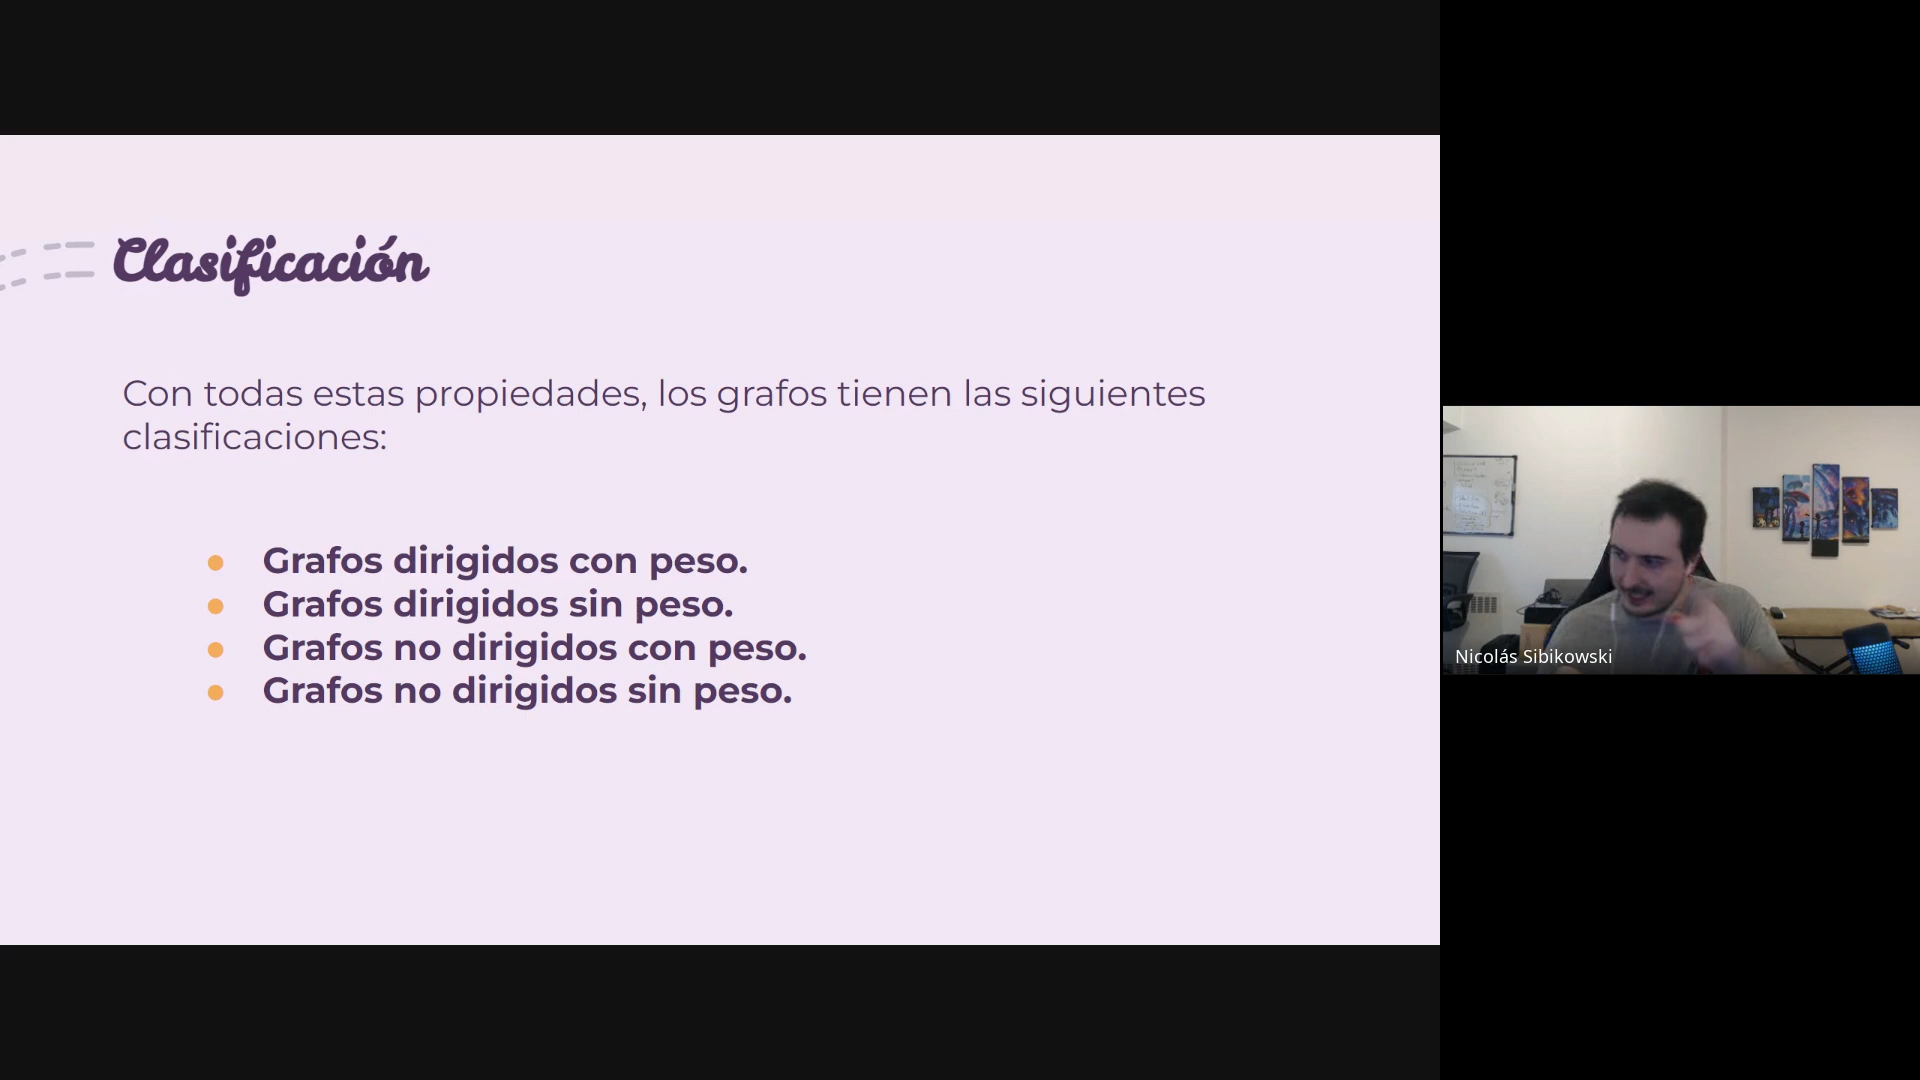 Clasificación
Con todas estas propiedades, los grafos tienen las siguientes
clasificaciones:
● Grafos dirigidos con peso.
● Grafos dirigidos sin peso.
● Grafos no dirigidos con peso.
● Grafos no dirigidos sin peso.
Nicolás Sibikowski